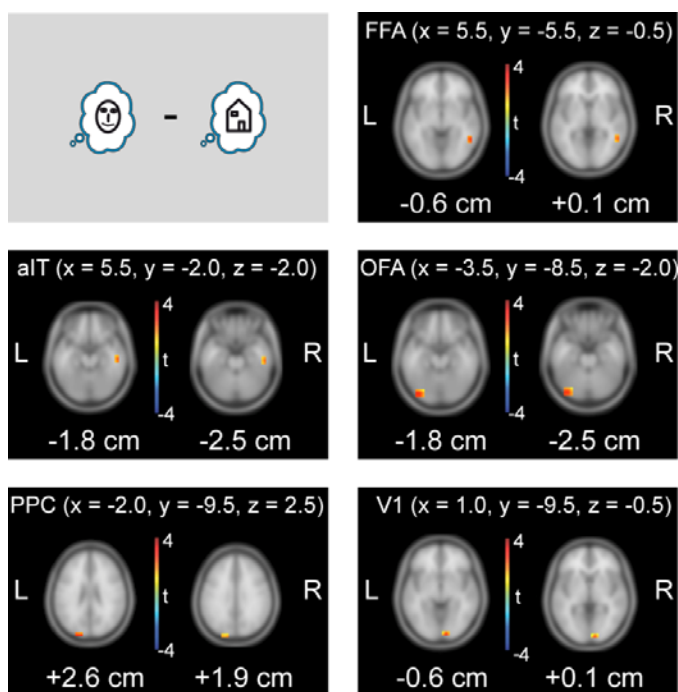 -
FFA (x = 5.5, y = -5.5, z = -0.5)
4
L
t
R
-4
-0.6 cm
+0.1 cm
aIT (x = 5.5, y = -2.0, z = -2.0)
4
L
t
R
-4
-1.8 cm
-2.5 cm
OFA (x = -3.5, y = -8.5, z = -2.0)
4
L
t
R
-4
-1.8 cm
-2.5 cm
PPC (x = -2.0, y = -9.5, z = 2.5)
4
L
t
R
-4
+2.6 cm
+1.9 cm
V1 (x = 1.0, y = -9.5, z = -0.5)
4
L
t
R
-4
-0.6 cm
+0.1 cm